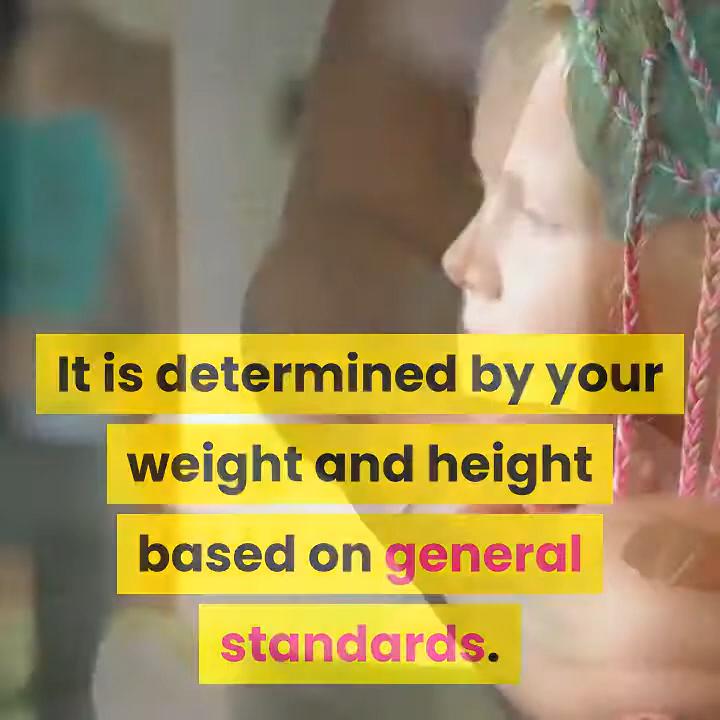 It is determined by your
weight and height
based on general
standards.